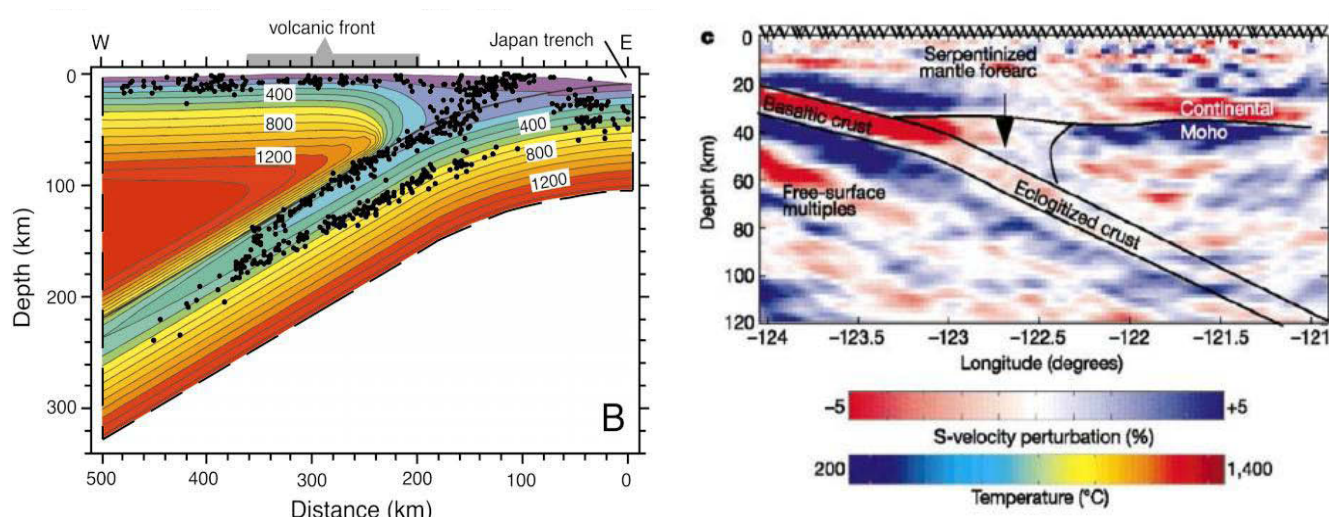 volcanic front
Japan trench
W
E
0
100
200
300
Depth (km)
400
800
1200
400
800
1200
B
500
400
300
200
100
0
Distance (km)
c
0
20
40
60
80
100
120
Depth (km)
Serpentinized
mantle forearc
Continental
Moho
Basaltic crust
Eclogitized crust
Free-surface
multiples
-124
-123.5
-123
-122.5
-122
-121.5
-121
Longitude (degrees)
-5
+5
S-velocity perturbation (%)
200
1,400
Temperature (°C)